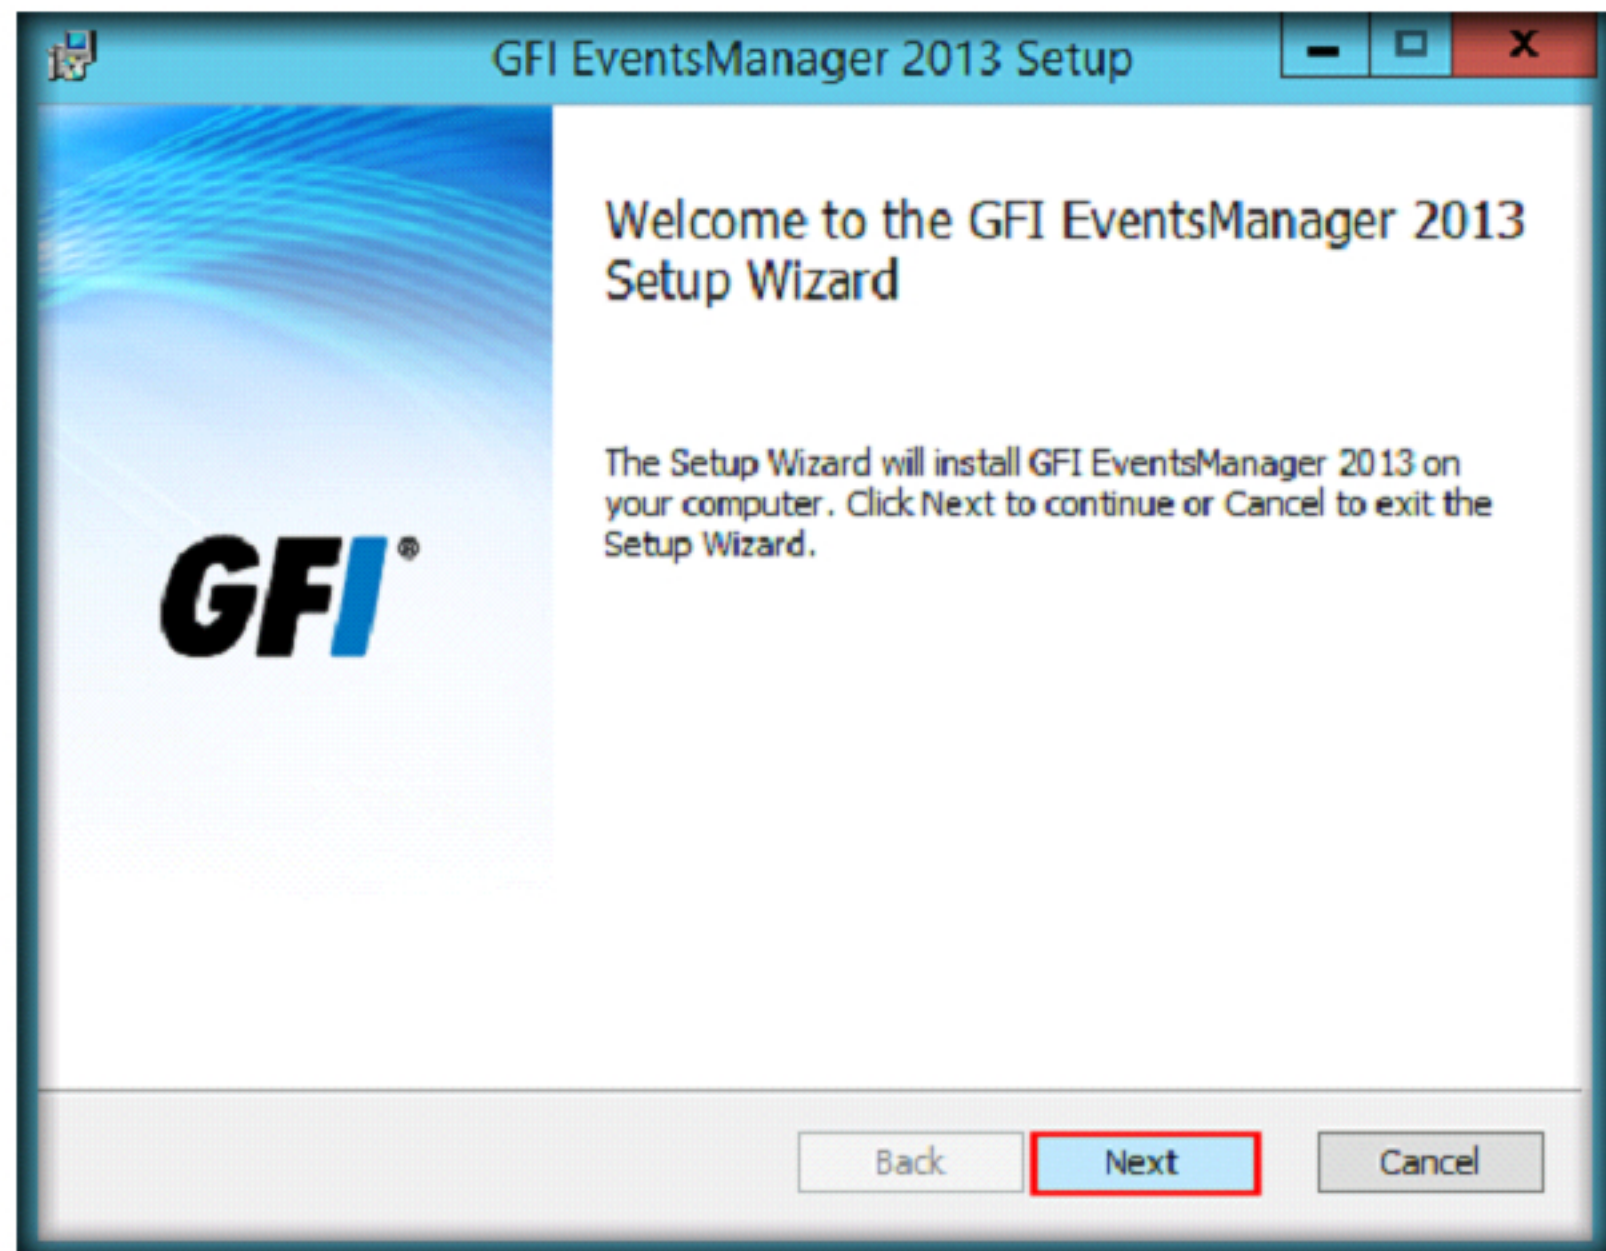 GFI EventsManager 2013 Setup
Welcome to the GFI EventsManager 2013
Setup Wizard
The Setup Wizard will install GFI EventsManager 2013 on
your computer. Click Next to continue or Cancel to exit the
Setup Wizard.
GFI®
Back
Next
Cancel